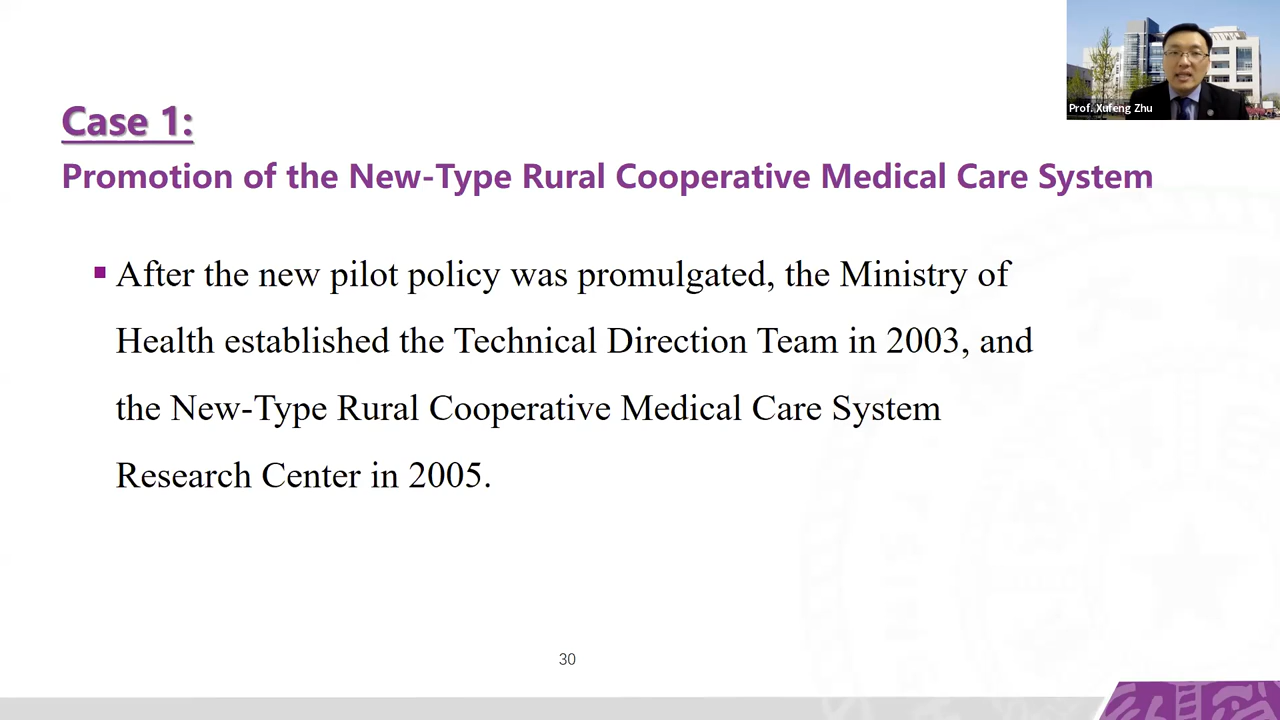 Prof. Xufeng Zhu
Case 1:
Promotion of the New-Type Rural Cooperative Medical Care System
▪ After the new pilot policy was promulgated, the Ministry of
Health established the Technical Direction Team in 2003, and
the New-Type Rural Cooperative Medical Care System
Research Center in 2005.
30